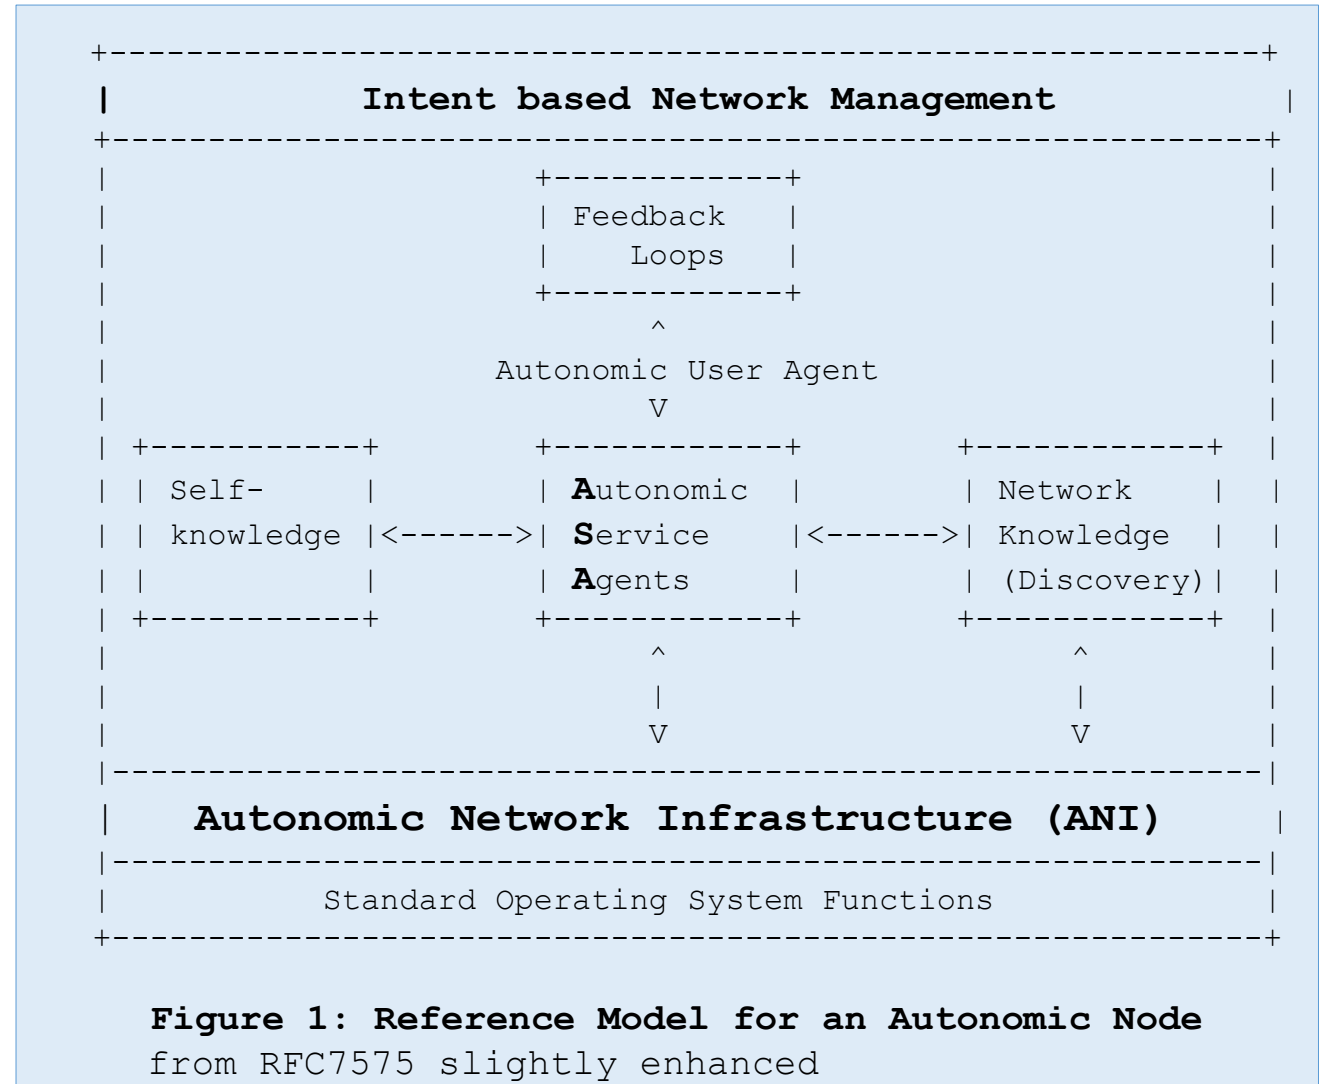 +------------------------------------------------------------+
|             Intent based Network Management            |
+------------------------------------------------------------+
|                      +------------+                        |
|                      | Feedback   |                        |
|                      |    Loops   |                        |
|                      +------------+                        |
|                            ^                               |
|                    Autonomic User Agent                    |
|                            V                               |
| +-----------+        +------------+        +------------+  |
| | Self-     |        | Autonomic  |        | Network    |  |
| | knowledge |<------>| Service    |<------>| Knowledge  |  |
| |           |        | Agents     |        | (Discovery)|  |
| +-----------+        +------------+        +------------+  |
|                            ^                     ^         |
|                            |                     |         |
|                            V                     V         |
|------------------------------------------------------------|
|    Autonomic Network Infrastructure (ANI)      |
|------------------------------------------------------------|
|           Standard Operating System Functions              |
+------------------------------------------------------------+
Figure 1: Reference Model for an Autonomic Node
from RFC7575 slightly enhanced